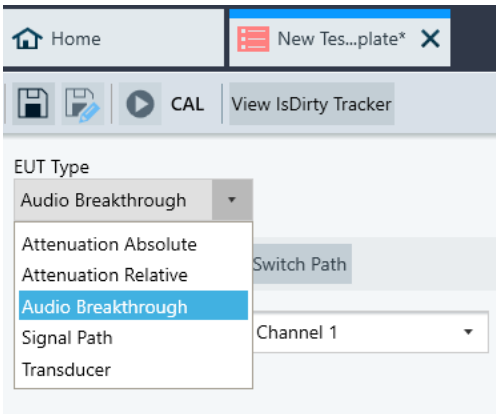 Home
New Tes...plate*
CAL
View IsDirty Tracker
EUT Type
Audio Breakthrough
Attenuation Absolute
Attenuation Relative
Audio Breakthrough
Signal Path
Transducer
Switch Path
Channel 1